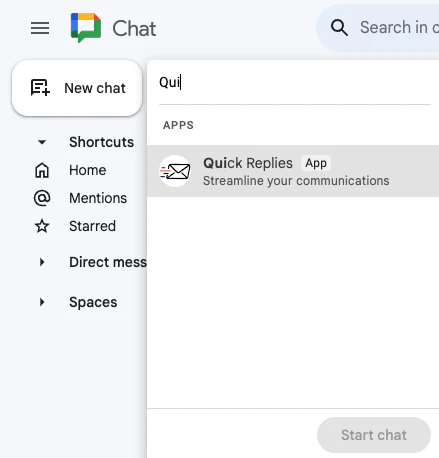 Chat
Search in c
New chat
Qui
Shortcuts
APPS
Home
Quick Replies App
Streamline your communications
Mentions
Starred
Direct mess
Spaces
Start chat